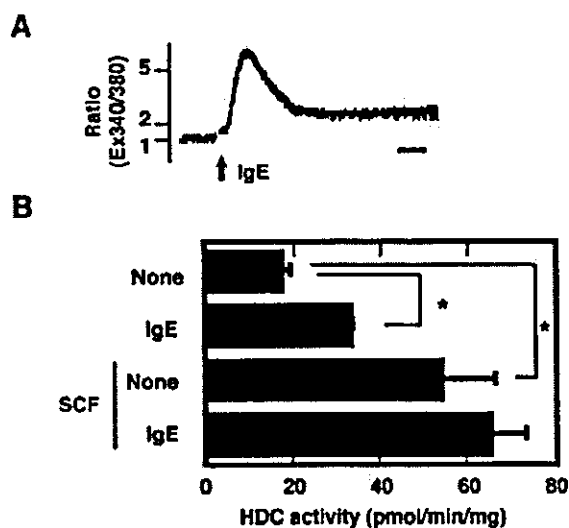 A
Ratio
(Ex340/380)
5
2
1
IgE
B
None
*
IgE
*
SCF
None
IgE
0 20 40 60 80
HDC activity (pmol/min/mg)